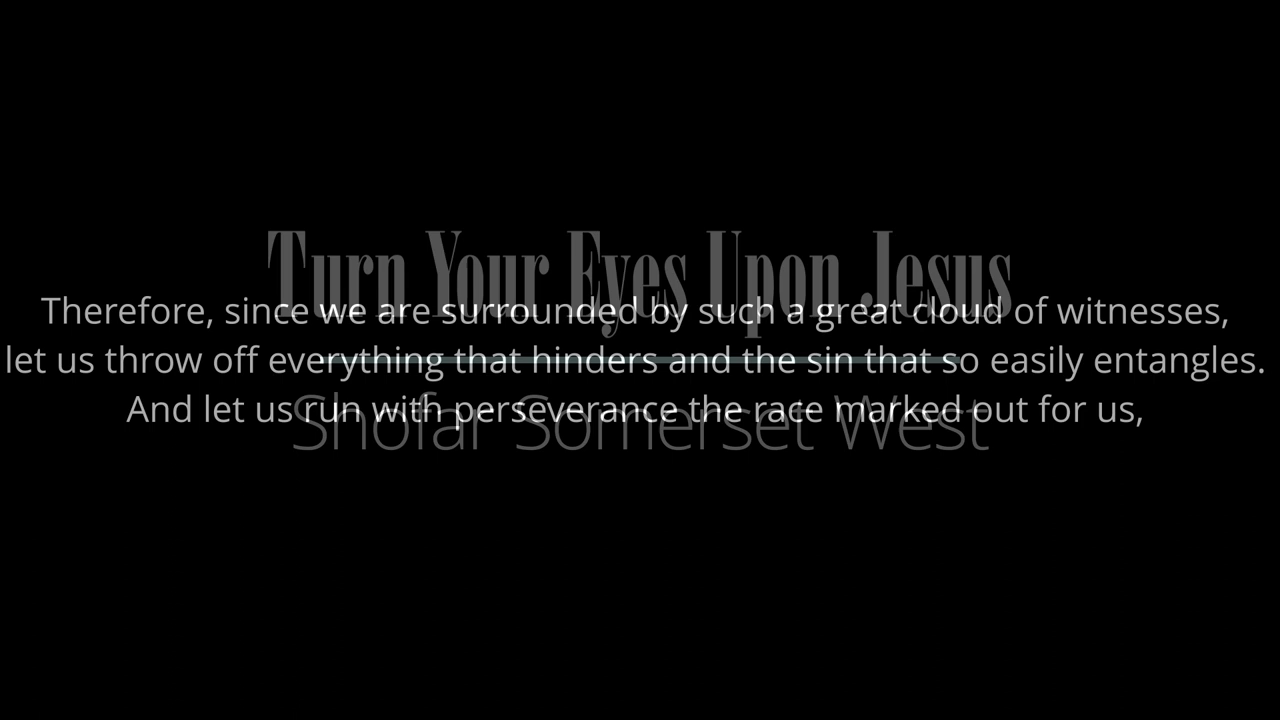 Turn Your Eyes Upon Jesus
Therefore, since we are surrounded by such a great cloud of witnesses,
let us throw off everything that hinders and the sin that so easily entangles.
And let us run with perseverance the race marked out for us,
Shofar Somerset West